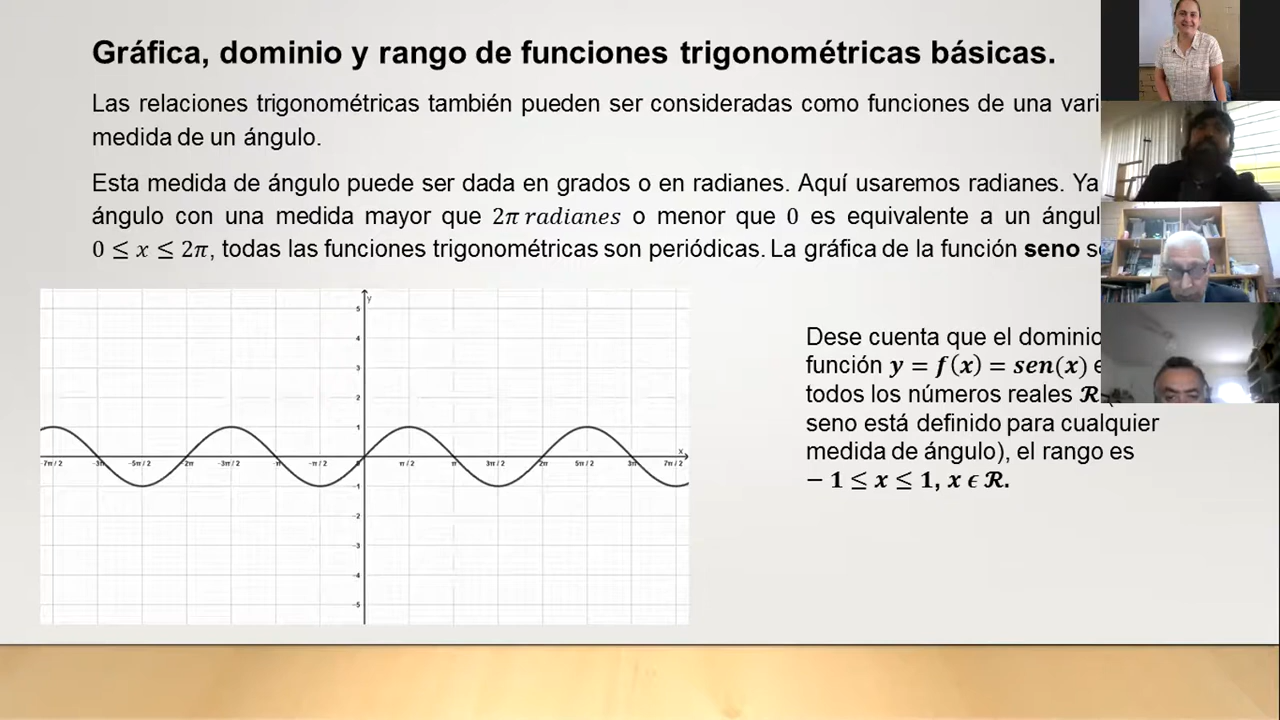 Gráfica, dominio y rango de funciones trigonométricas básicas.
Las relaciones trigonométricas también pueden ser consideradas como funciones de una
medida de un ángulo.
Esta medida de ángulo puede ser dada en grados o en radianes. Aquí usaremos radianes. Ya
ángulo con una medida mayor que 2π radianes o menor que 0 es equivalente a un
0 ≤ x ≤ 2π, todas las funciones trigonométricas son periódicas. La gráfica de la función seno
y
5
4
3
2
1
x
-7π/2 -3π -5π/2 -2π -3π/2 -π -π/2 0 π/2 π 3π/2 2π 5π/2 3π 7π/2
-1
-2
-3
-4
-5
Dese cuenta que el dominio
función y = f(x) = sen(x)
todos los números reales ℛ
seno está definido para cualquier
medida de ángulo), el rango es
− 1 ≤ x ≤ 1, x ϵ ℛ.